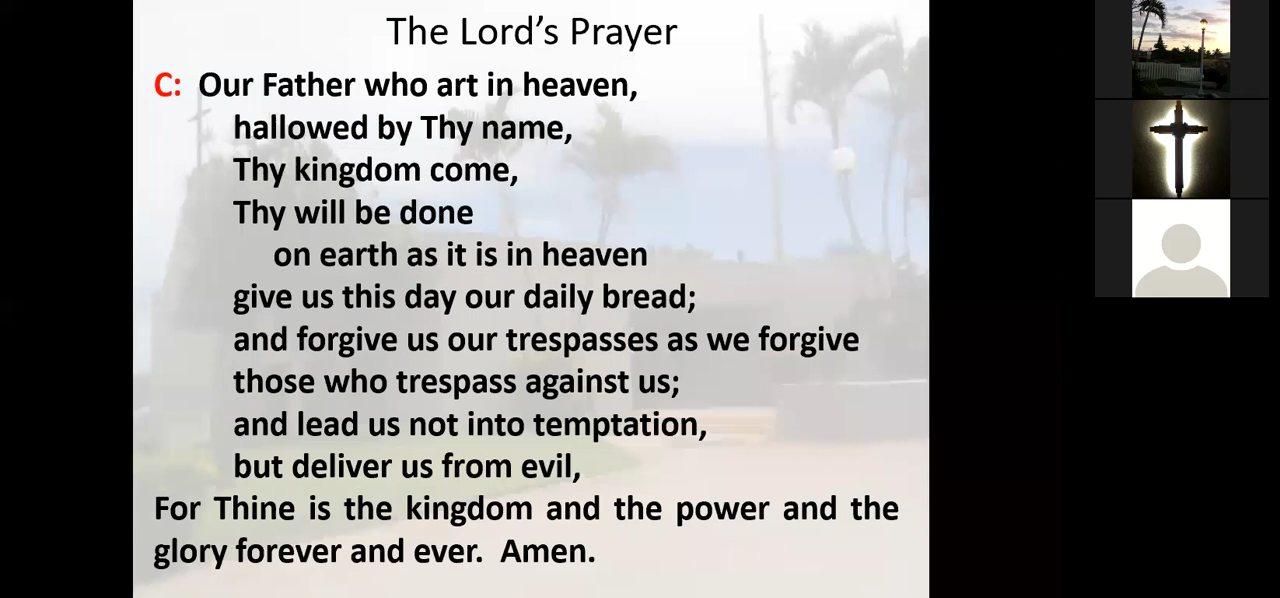 The Lord's Prayer
C: Our Father who art in heaven,
hallowed by Thy name,
Thy kingdom come,
Thy will be done
on earth as it is in heaven
give us this day our daily bread;
and forgive us our trespasses as we forgive
those who trespass against us;
and lead us not into temptation,
but deliver us from evil,
For Thine is the kingdom and the power and the
glory forever and ever. Amen.